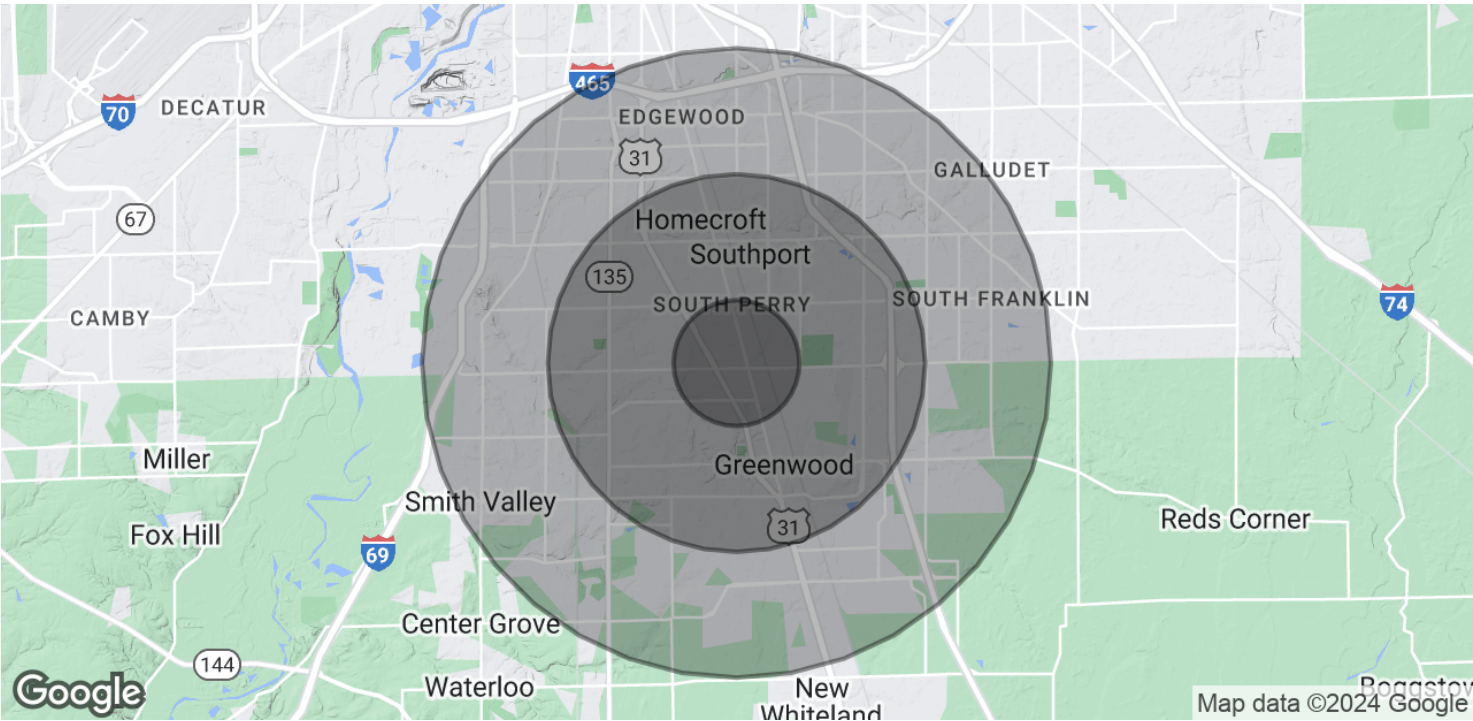 465
70
DECATUR
EDGEWOOD
31
GALLUDET
67
Homecroft
Southport
135
SOUTH PERRY
SOUTH FRANKLIN
74
CAMBY
Miller
Greenwood
Smith Valley
Reds Corner
31
Fox Hill
69
Center Grove
144
Waterloo
New
Whiteland
Google
Map data ©2024 Google